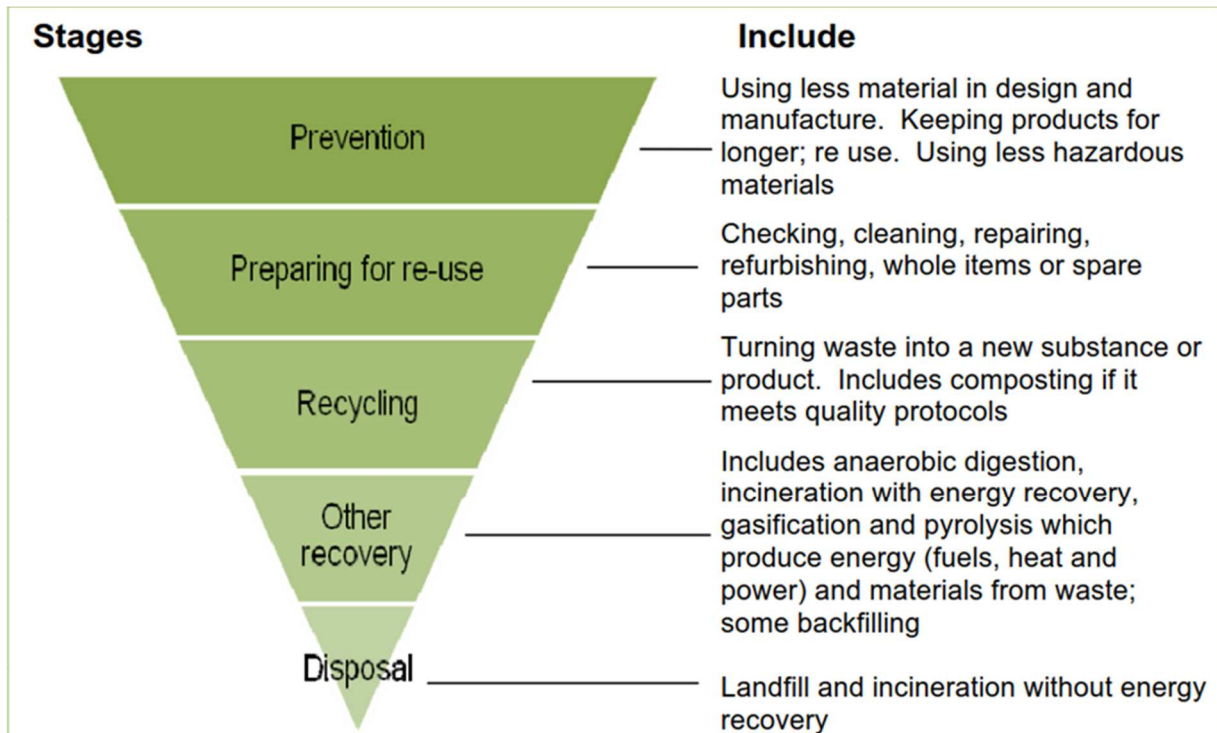 Stages
Include
Prevention
Using less material in design and
manufacture. Keeping products for
longer; re use. Using less hazardous
materials
Preparing for re-use
Checking, cleaning, repairing,
refurbishing, whole items or spare
parts
Recycling
Turning waste into a new substance or
product. Includes composting if it
meets quality protocols
Other
recovery
Includes anaerobic digestion,
incineration with energy recovery,
gasification and pyrolysis which
produce energy (fuels, heat and
power) and materials from waste;
some backfilling
Disposal
Landfill and incineration without energy
recovery